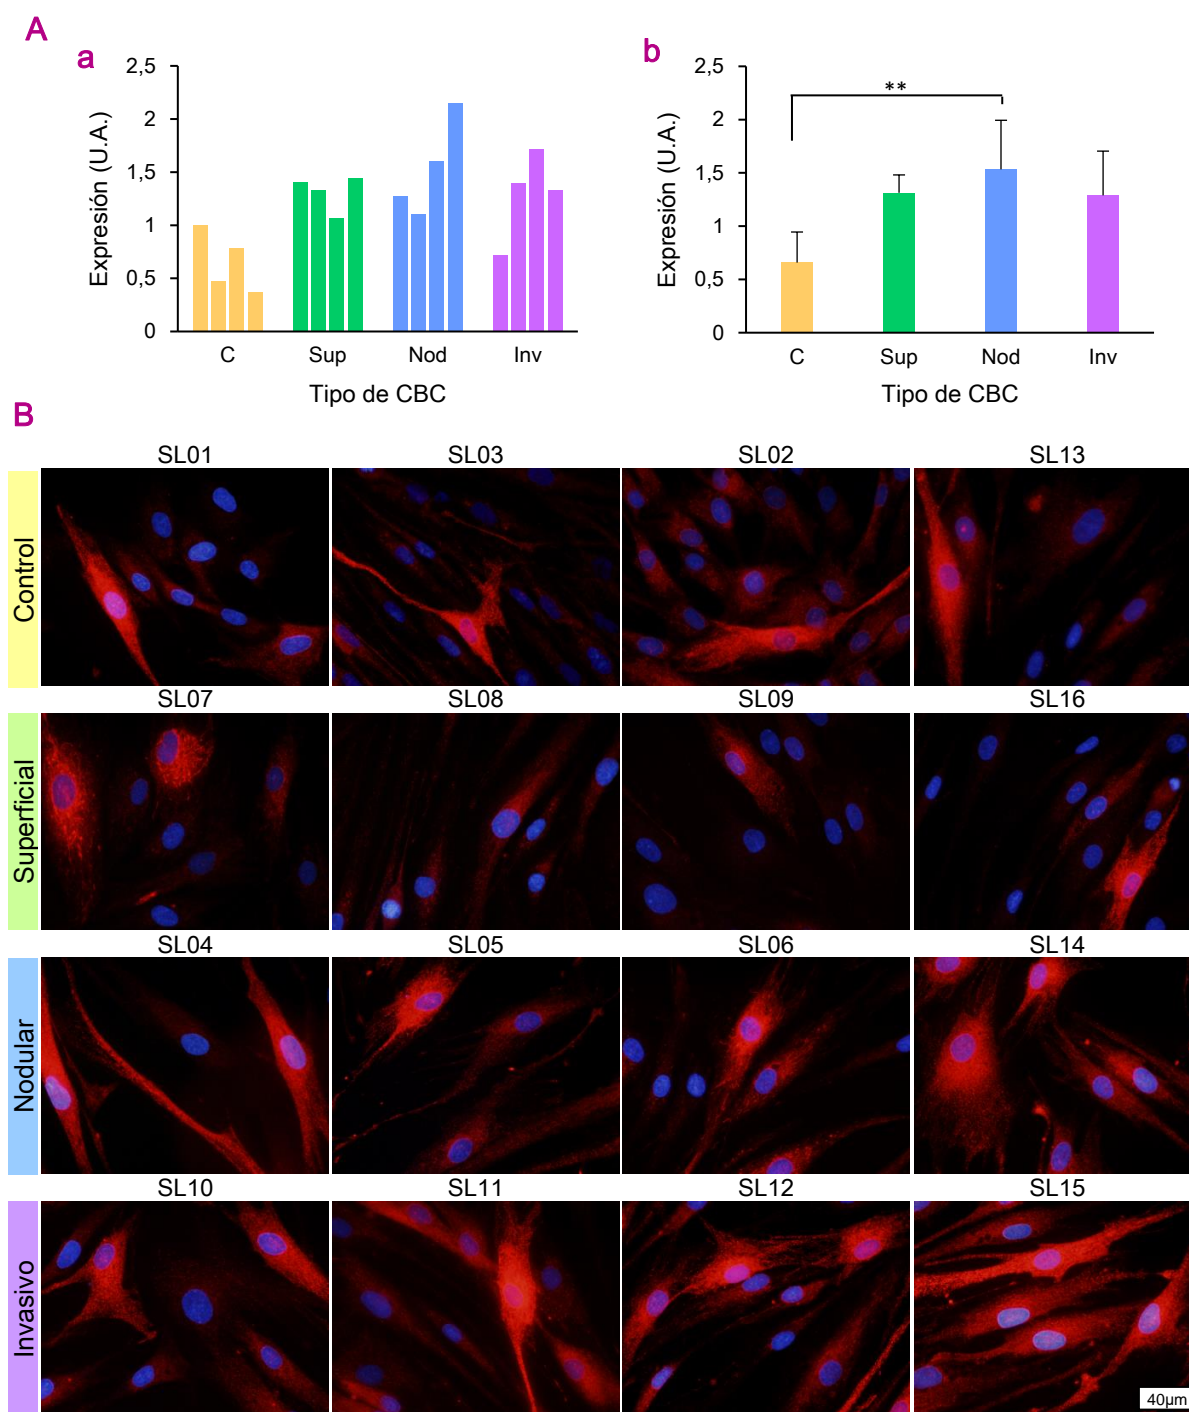 A
a
2,5
2
1,5
1
0,5
0
Expresión (U.A.)
C Sup Nod Inv
Tipo de CBC
b
2,5
2
1,5
1
0,5
0
Expresión (U.A.)
**
C Sup Nod Inv
Tipo de CBC
B
SL01 SL03 SL02 SL13
Control
SL07 SL08 SL09 SL16
Superficial
SL04 SL05 SL06 SL14
Nodular
SL10 SL11 SL12 SL15
Invasivo
40µm